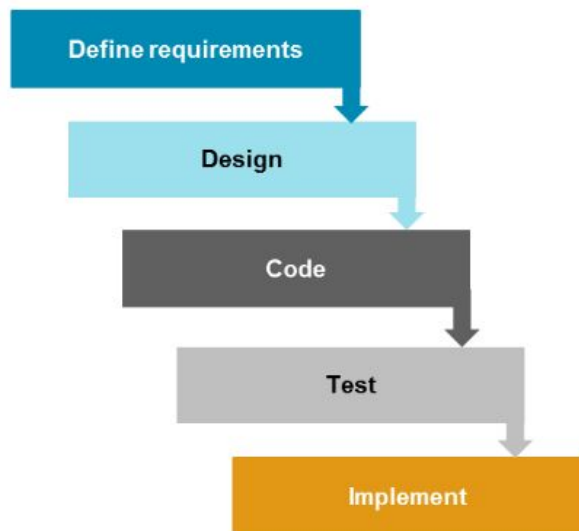 Define requirements
Design
Code
Test
Implement